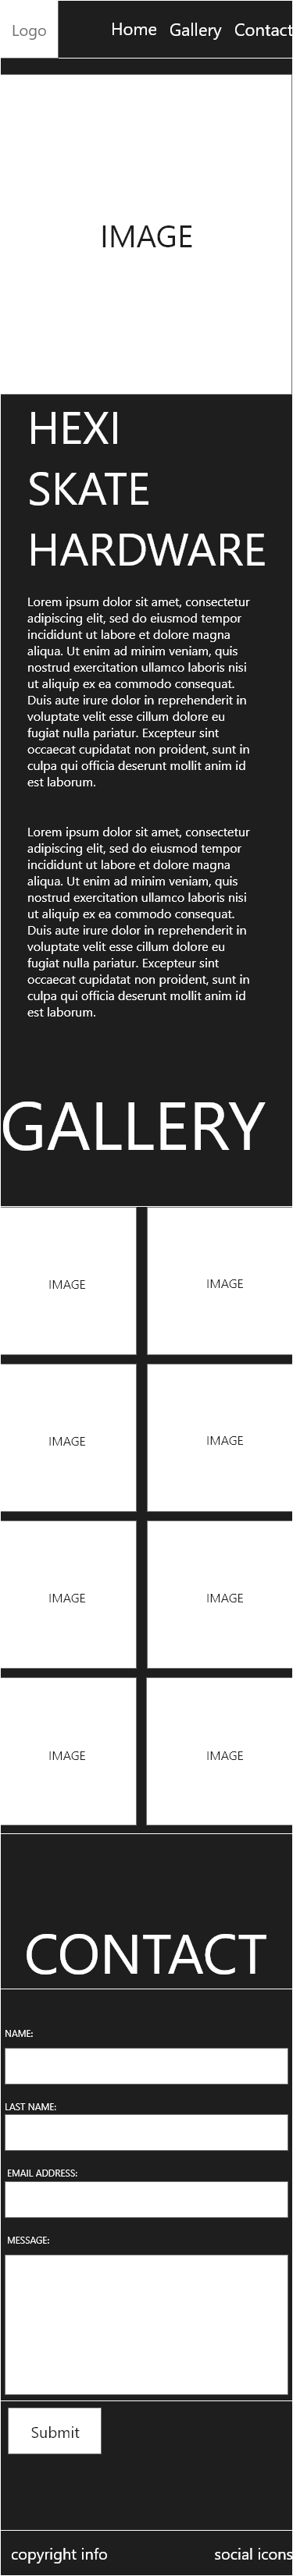 Logo Home Gallery Contact
IMAGE
HEXI
SKATE
HARDWARE
Lorem ipsum dolor sit amet, consectetur
adipiscing elit, sed do eiusmod tempor
incididunt ut labore et dolore magna
aliqua. Ut enim ad minim veniam, quis
nostrud exercitation ullamco laboris nisi
ut aliquip ex ea commodo consequat.
Duis aute irure dolor in reprehenderit in
voluptate velit esse cillum dolore eu
fugiat nulla pariatur. Excepteur sint
occaecat cupidatat non proident, sunt in
culpa qui officia deserunt mollit anim id
est laborum.
Lorem ipsum dolor sit amet, consectetur
adipiscing elit, sed do eiusmod tempor
incididunt ut labore et dolore magna
aliqua. Ut enim ad minim veniam, quis
nostrud exercitation ullamco laboris nisi
ut aliquip ex ea commodo consequat.
Duis aute irure dolor in reprehenderit in
voluptate velit esse cillum dolore eu
fugiat nulla pariatur. Excepteur sint
occaecat cupidatat non proident, sunt in
culpa qui officia deserunt mollit anim id
est laborum.
GALLERY
IMAGE IMAGE
IMAGE IMAGE
IMAGE IMAGE
IMAGE IMAGE
CONTACT
NAME:
LAST NAME:
EMAIL ADDRESS:
MESSAGE:
Submit
copyright info social icons